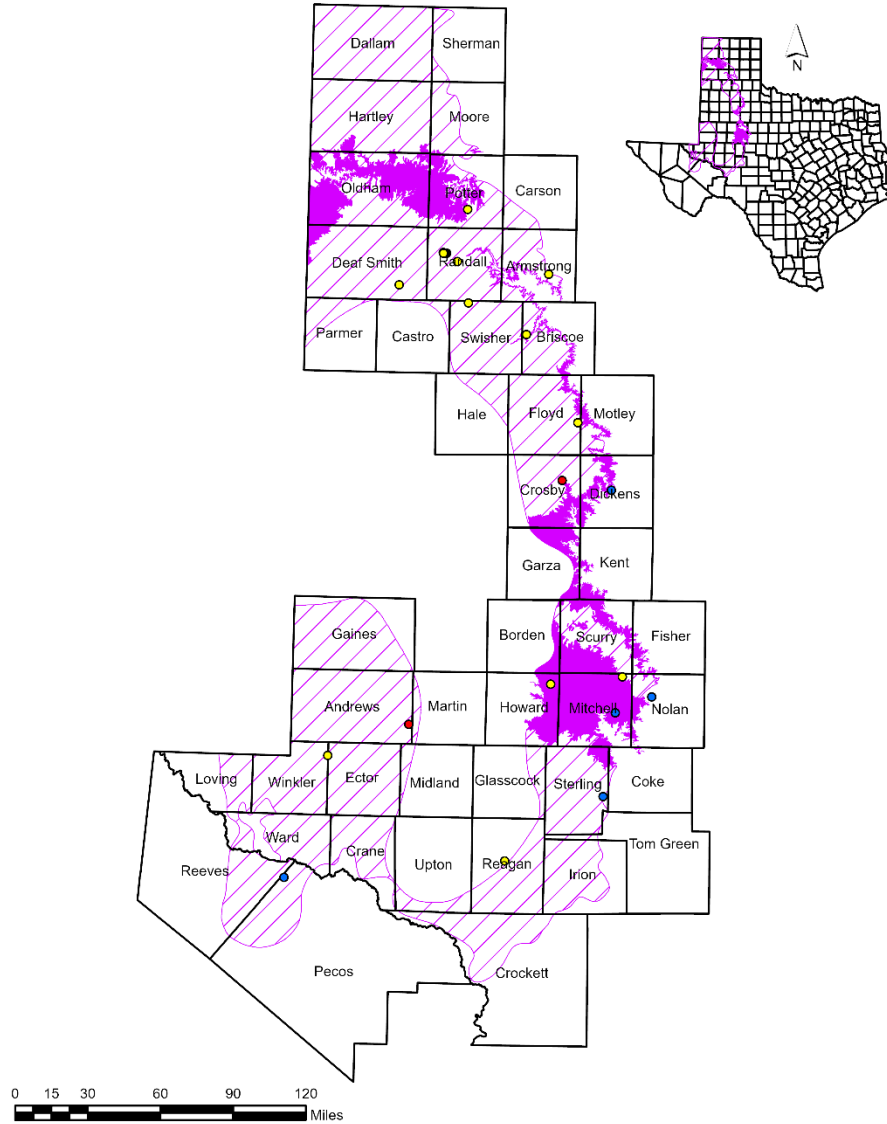 Dallam Sherman
N
Hartley Moore
Oldham Potter Carson
Deaf Smith Randall Armstrong
Parmer Castro Swisher Briscoe
Hale Floyd Motley
Crosby Dickens
Garza Kent
Gaines Borden Scurry Fisher
Andrews Martin Howard Mitchell Nolan
Loving Winkler Ector Midland Glasscock Sterling Coke
Ward Tom Green
Reeves Crane Upton Reagan Irion
Pecos Crockett
0 15 30 60 90 120
Miles